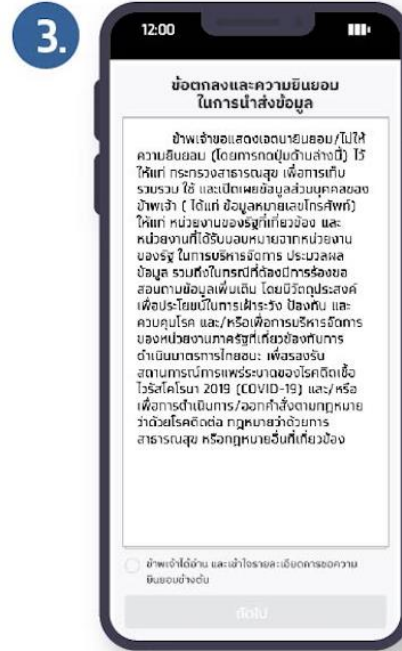 3.
12:00
ข้อตกลงและความยินยอม
ในการนำส่งข้อมูล
ข้าพเจ้าขอแสดงเจตนายินยอม/ไม่ให้
ความยินยอม (โดยการกดปุ่มด้านล่างนี้) ไว้
ให้แก่ กระทรวงสาธารณสุข เพื่อการเก็บ
รวบรวม ใช้ และเปิดเผยข้อมูลส่วนบุคคลของ
ข้าพเจ้า ( ได้แก่ ข้อมูลหมายเลขโทรศัพท์)
ให้แก่ หน่วยงานของรัฐที่เกี่ยวข้อง และ
หน่วยงานที่ได้รับมอบหมายจากหน่วยงาน
ของรัฐ ในการบริหารจัดการ ประมวลผล
ข้อมูล รวมถึงในกรณีที่ต้องมีการร้องขอ
สอบถามข้อมูลเพิ่มเติม โดยมีวัตถุประสงค์
เพื่อประโยชน์ในการเฝ้าระวัง ป้องกัน และ
ควบคุมโรค และ/หรือเพื่อการบริหารจัดการ
ของหน่วยงานภาครัฐที่เกี่ยวข้องกับการ
ดำเนินมาตรการไทยชนะ เพื่อรองรับ
สถานการณ์การแพร่ระบาดของโรคติดเชื้อ
ไวรัสโคโรนา 2019 (COVID-19) และ/หรือ
เพื่อการดำเนินการ/ออกคำสั่งตามกฎหมาย
ว่าด้วยโรคติดต่อ กฎหมายว่าด้วยการ
สาธารณสุข หรือกฎหมายอื่นที่เกี่ยวข้อง
ข้าพเจ้าได้อ่าน และเข้าใจรายละเอียดการขอความ
ยินยอมข้างต้น
ถัดไป